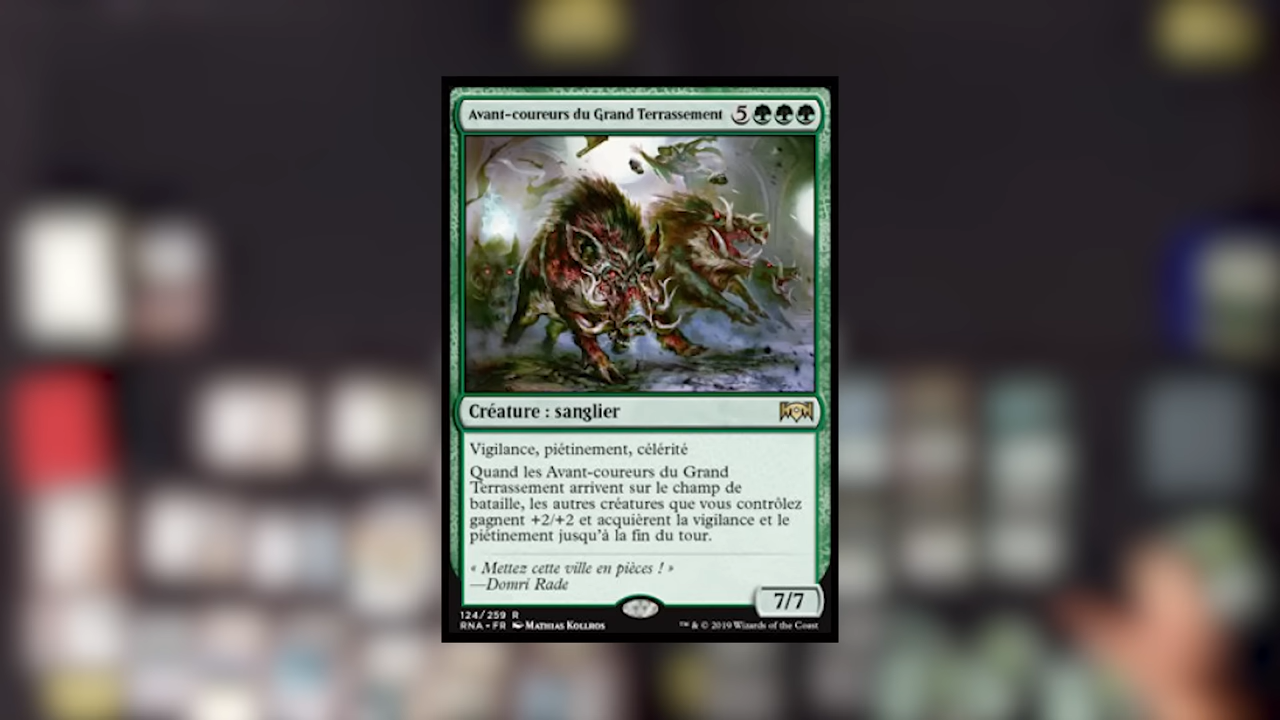 Avant-coureurs du Grand Terrassement 5
Créature : sanglier
Vigilance, piétinement, célérité
Quand les Avant-coureurs du Grand
Terrassement arrivent sur le champ de
bataille, les autres créatures que vous contrôlez
gagnent +2/+2 et acquièrent la vigilance et le
piétinement jusqu'à la fin du tour.
« Mettez cette ville en pièces ! »
—Domri Rade
7/7
124/259 R
RNA • FR Mathias Kollros
™ & © 2019 Wizards of the Coast